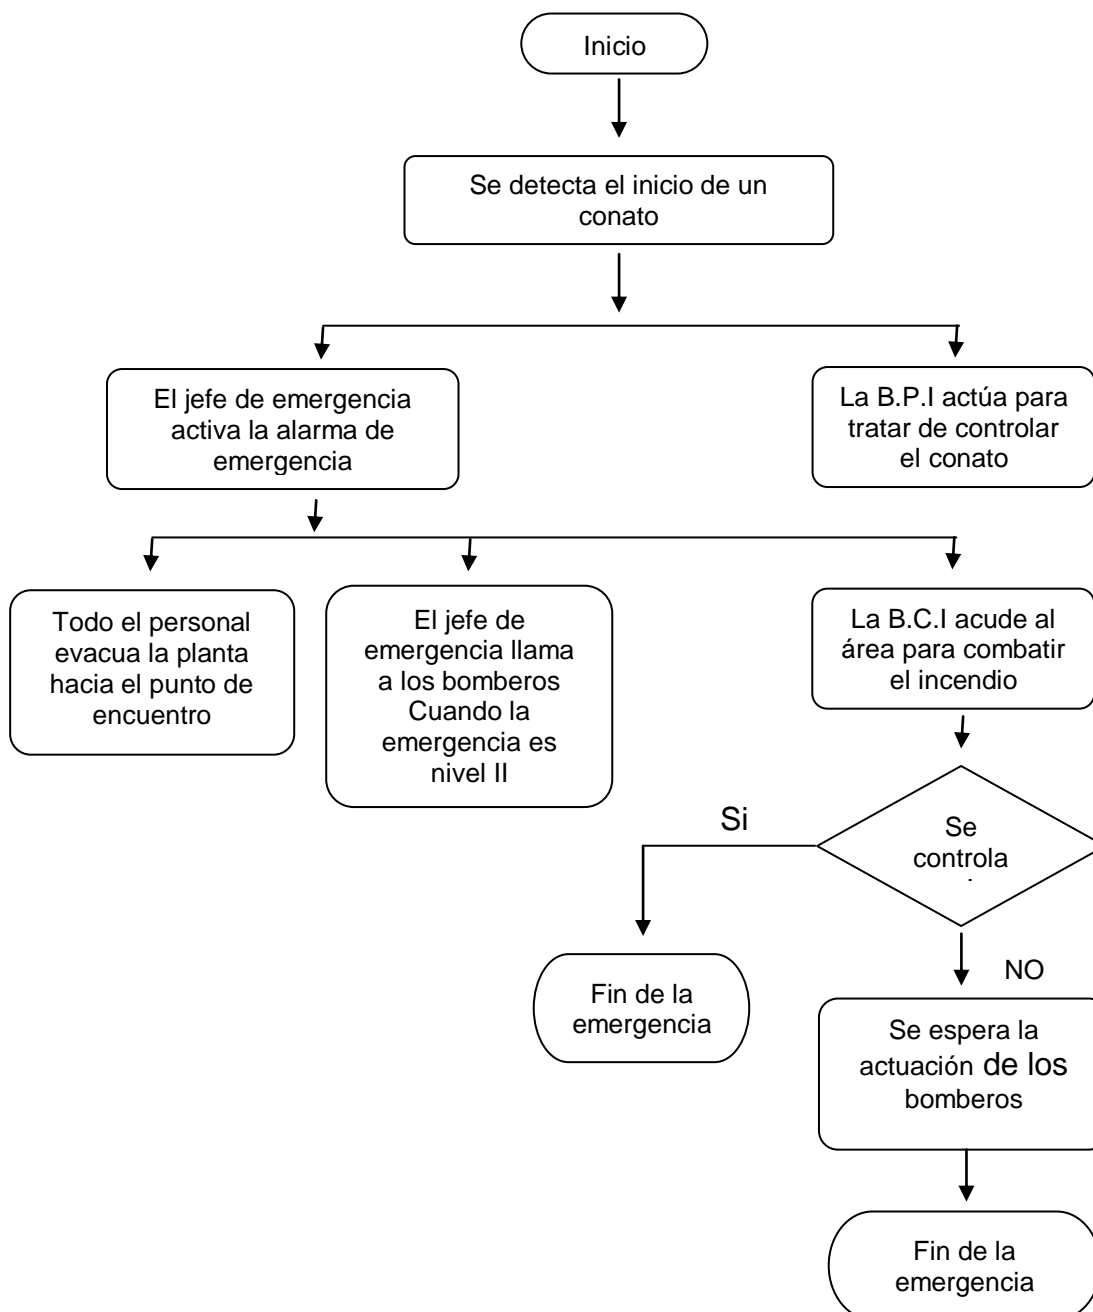 Inicio
Se detecta el inicio de un
conato
El jefe de emergencia
activa la alarma de
emergencia
La B.P.I actúa para
tratar de controlar
el conato
Todo el personal
evacua la planta
hacia el punto de
encuentro
El jefe de
emergencia llama
a los bomberos
Cuando la
emergencia es
nivel II
La B.C.I acude al
área para combatir
el incendio
Si
Se
controla
NO
Fin de la
emergencia
Se espera la
actuación de los
bomberos
Fin de la
emergencia